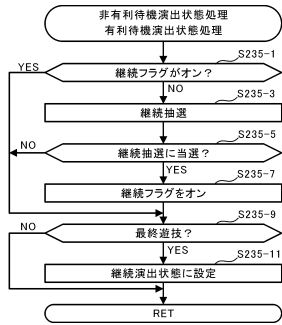 非有利待機演出状態処理
有利待機演出状態処理
S235-1
YES
継続フラグがオン？
NO
S235-3
継続抽選
S235-5
NO
継続抽選に当選？
YES
S235-7
継続フラグをオン
S235-9
NO
最終遊技？
YES
S235-11
継続演出状態に設定
RET